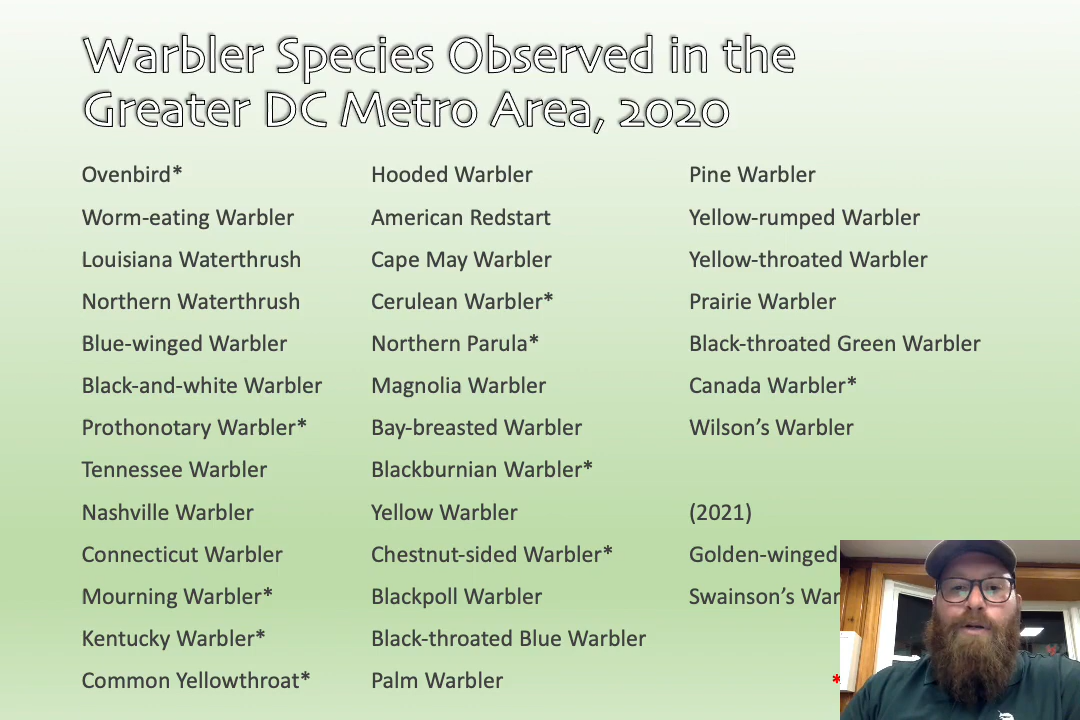 Warbler Species Observed in the
Greater DC Metro Area, 2020
Ovenbird*
Worm-eating Warbler
Louisiana Waterthrush
Northern Waterthrush
Blue-winged Warbler
Black-and-white Warbler
Prothonotary Warbler*
Tennessee Warbler
Nashville Warbler
Connecticut Warbler
Mourning Warbler*
Kentucky Warbler*
Common Yellowthroat*
Hooded Warbler
American Redstart
Cape May Warbler
Cerulean Warbler*
Northern Parula*
Magnolia Warbler
Bay-breasted Warbler
Blackburnian Warbler*
Yellow Warbler
Chestnut-sided Warbler*
Blackpoll Warbler
Black-throated Blue Warbler
Palm Warbler
Pine Warbler
Yellow-rumped Warbler
Yellow-throated Warbler
Prairie Warbler
Black-throated Green Warbler
Canada Warbler*
Wilson’s Warbler
(2021)
Golden-winged
Swainson’s War
*